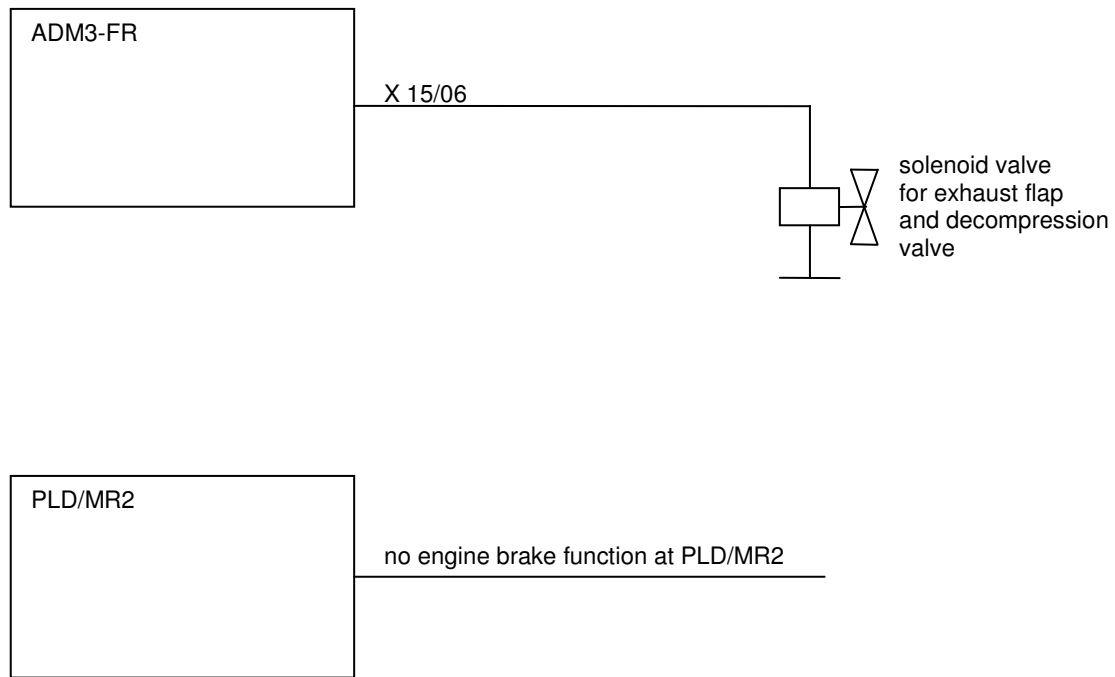 ADM3-FR
X 15/06
solenoid valve
for exhaust flap
and decompression
valve
PLD/MR2
no engine brake function at PLD/MR2